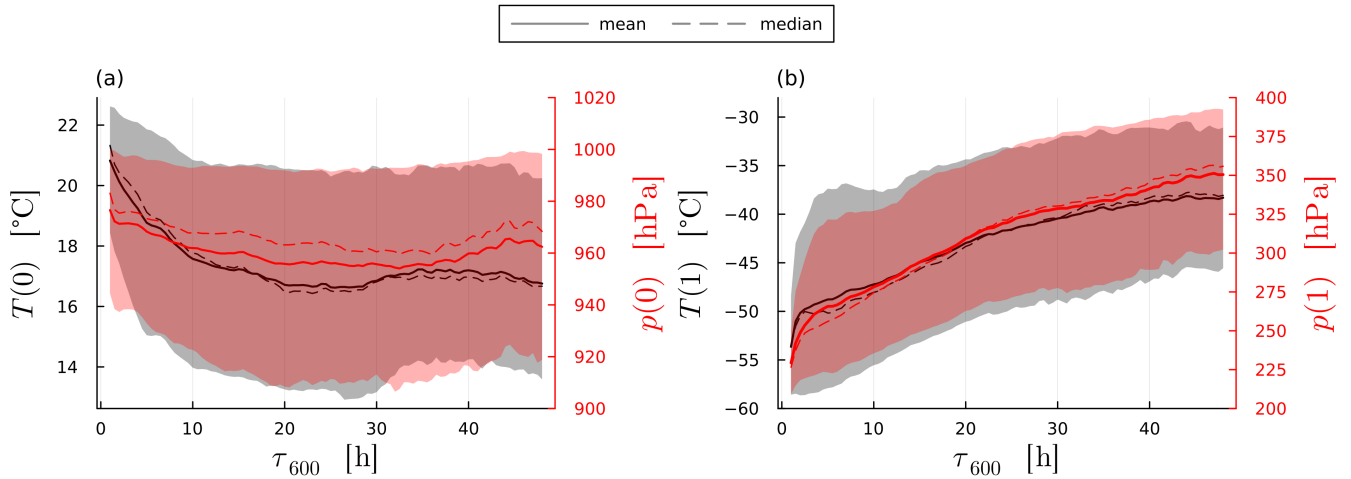 mean median
(a)
T(0) [°C]
22
20
18
16
14
0 10 20 30 40
τ600 [h]
1020
1000
980
960
940
920
900
p(0) [hPa]
(b)
T(1) [°C]
−30
−35
−40
−45
−50
−55
−60
0 10 20 30 40
τ600 [h]
400
375
350
325
300
275
250
225
200
p(1) [hPa]